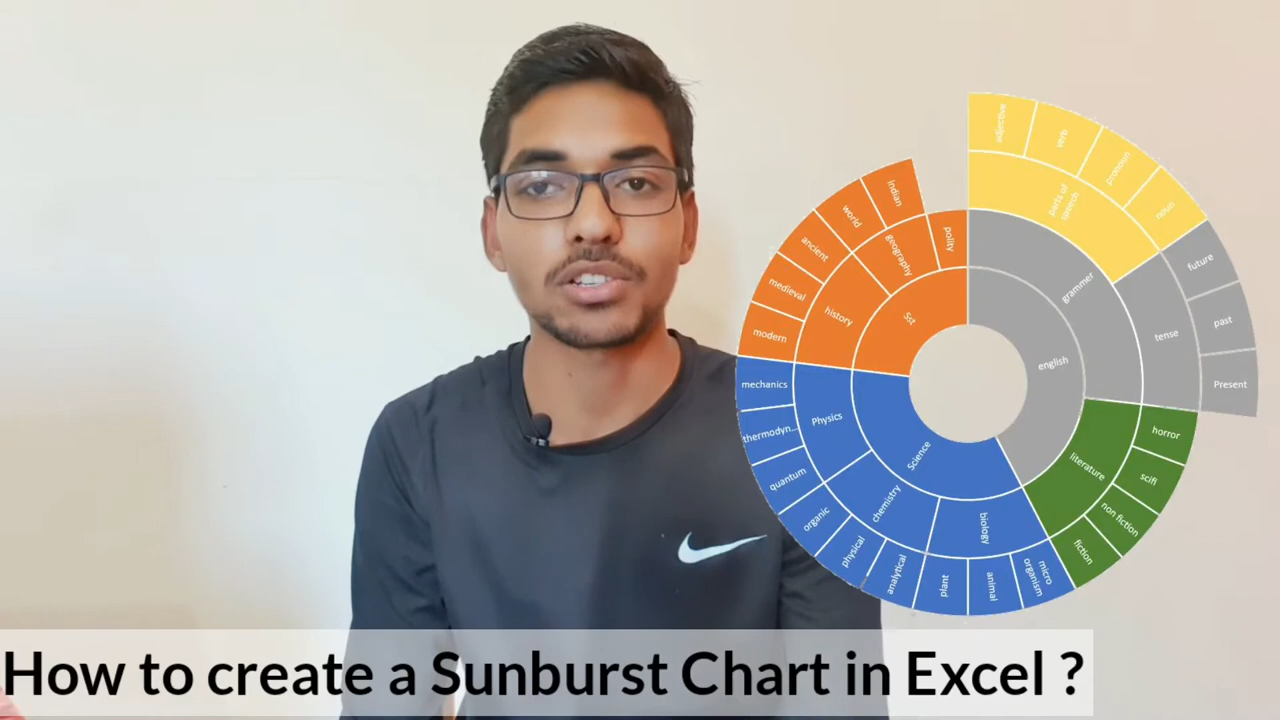 adjective
verb
pronoun
noun
parts of
speech
future
past
Present
tense
grammer
english
horror
scifi
non fiction
fiction
literature
micro
organism
animal
plant
biology
analytical
physical
organic
chemistry
quantum
thermodyn...
mechanics
Physics
Science
modern
medieval
ancient
history
world
indian
geography
polity
Sst
How to create a Sunburst Chart in Excel ?